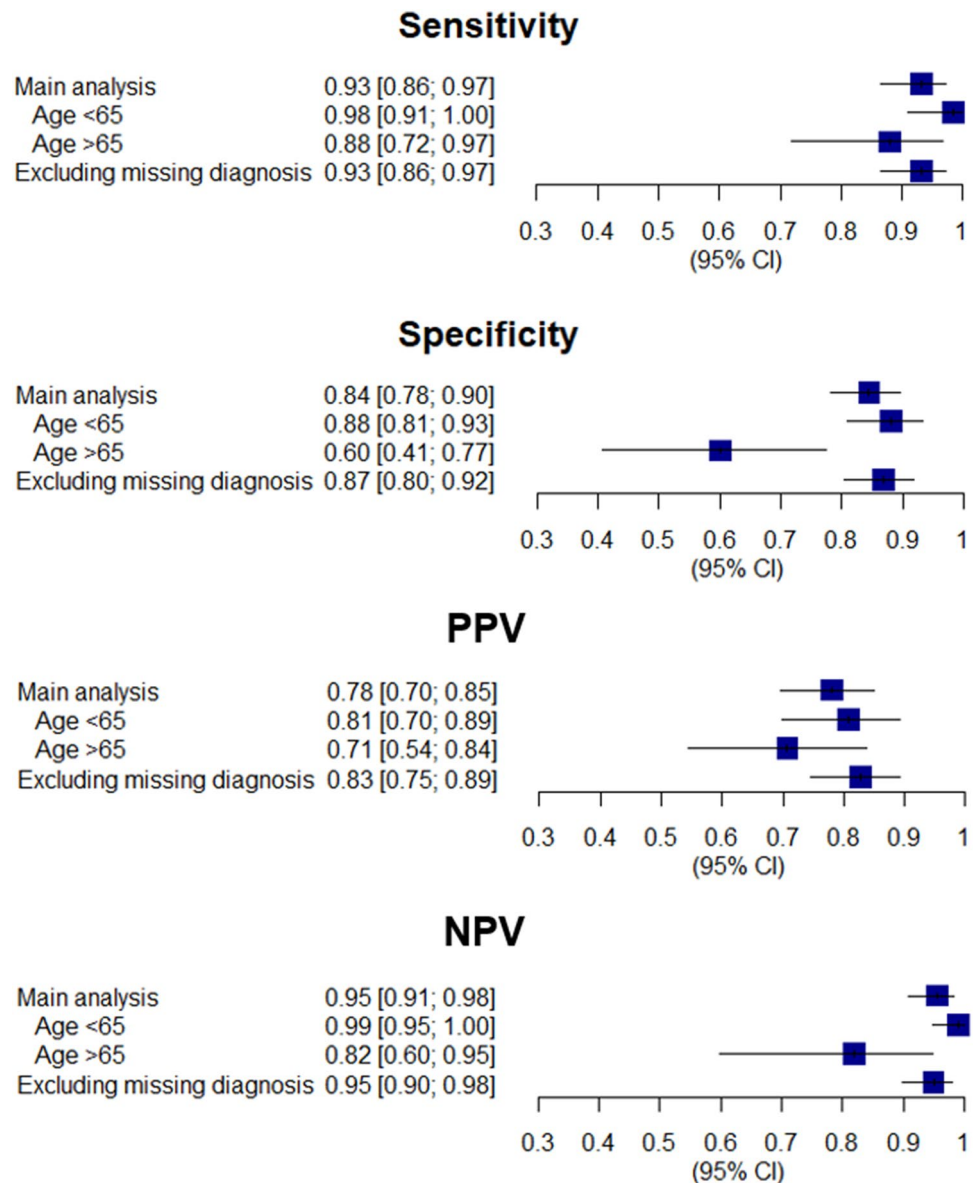 Sensitivity
Main analysis 0.93 [0.86; 0.97]
Age <65 0.98 [0.91; 1.00]
Age >65 0.88 [0.72; 0.97]
Excluding missing diagnosis 0.93 [0.86; 0.97]
0.3 0.4 0.5 0.6 0.7 0.8 0.9 1
(95% CI)
Specificity
Main analysis 0.84 [0.78; 0.90]
Age <65 0.88 [0.81; 0.93]
Age >65 0.60 [0.41; 0.77]
Excluding missing diagnosis 0.87 [0.80; 0.92]
0.3 0.4 0.5 0.6 0.7 0.8 0.9 1
(95% CI)
PPV
Main analysis 0.78 [0.70; 0.85]
Age <65 0.81 [0.70; 0.89]
Age >65 0.71 [0.54; 0.84]
Excluding missing diagnosis 0.83 [0.75; 0.89]
0.3 0.4 0.5 0.6 0.7 0.8 0.9 1
(95% CI)
NPV
Main analysis 0.95 [0.91; 0.98]
Age <65 0.99 [0.95; 1.00]
Age >65 0.82 [0.60; 0.95]
Excluding missing diagnosis 0.95 [0.90; 0.98]
0.3 0.4 0.5 0.6 0.7 0.8 0.9 1
(95% CI)